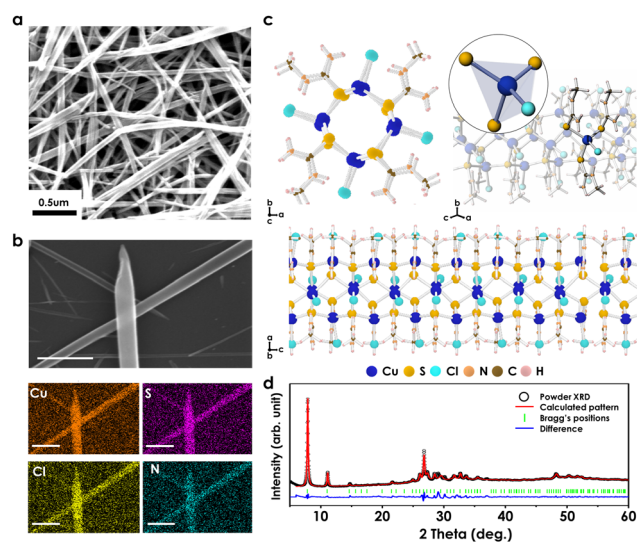 a
0.5um
b
Cu
S
Cl
N
c
b
a
c
b
c
a
a
b
c
Cu S Cl N C H
d
Intensity (arb. unit)
Powder XRD
Calculated pattern
Bragg's positions
Difference
10 20 30 40 50 60
2 Theta (deg.)